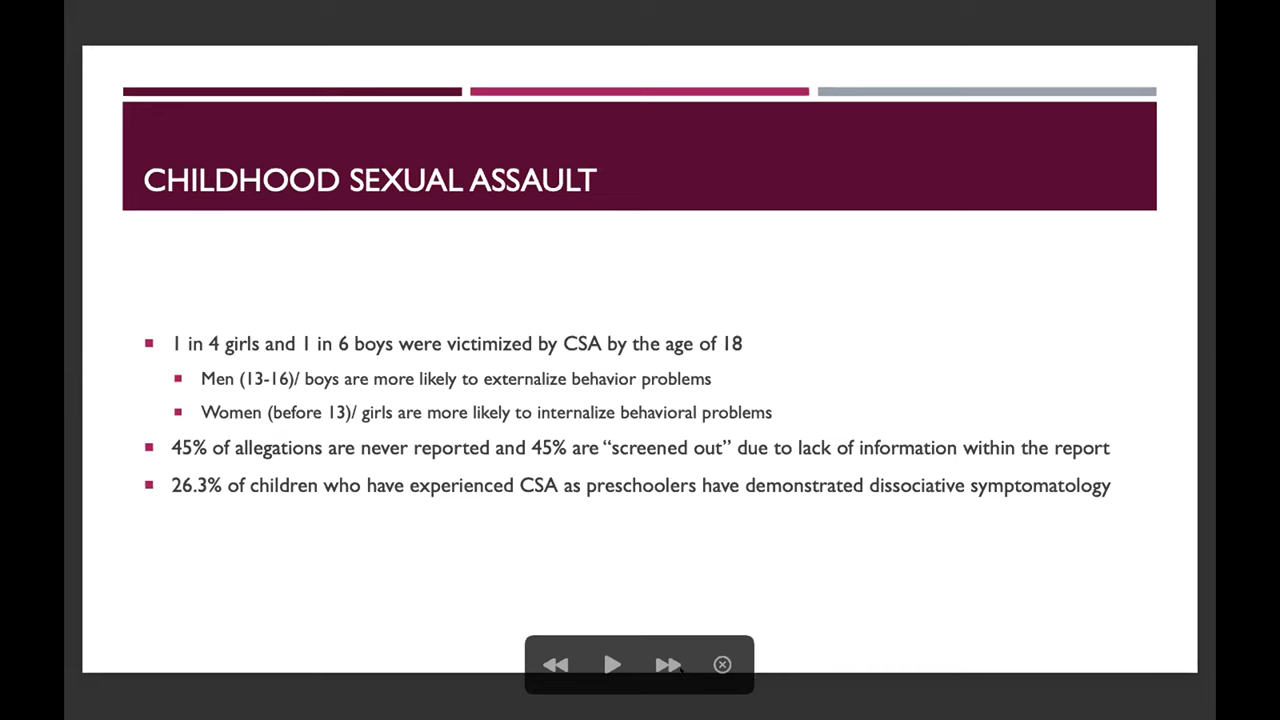 CHILDHOOD SEXUAL ASSAULT
1 in 4 girls and 1 in 6 boys were victimized by CSA by the age of 18
Men (13-16)/ boys are more likely to externalize behavior problems
Women (before 13)/ girls are more likely to internalize behavioral problems
45% of allegations are never reported and 45% are “screened out” due to lack of information within the report
26.3% of children who have experienced CSA as preschoolers have demonstrated dissociative symptomatology